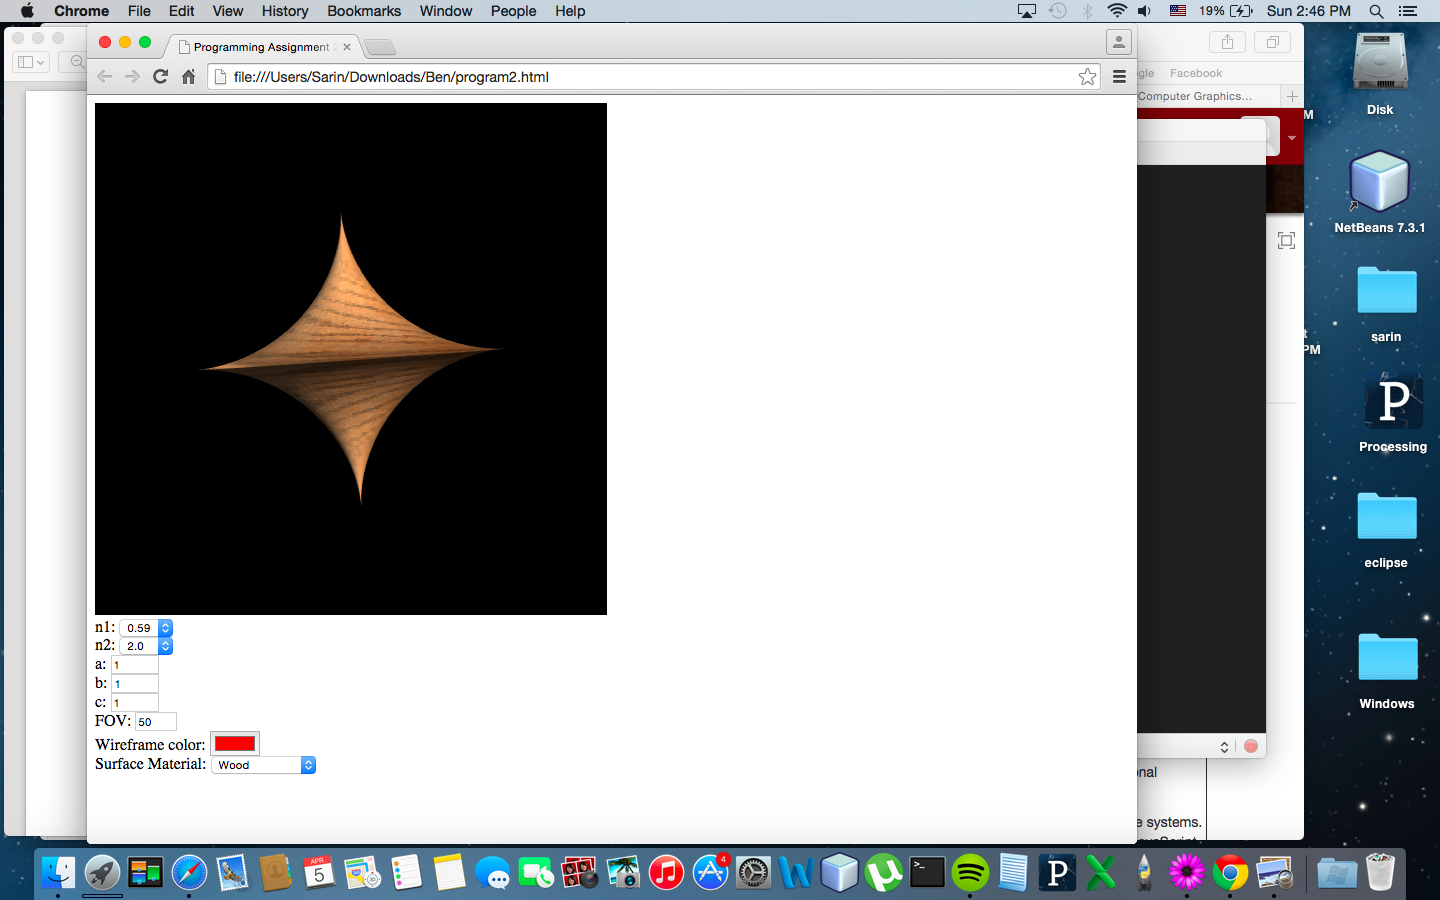 Chrome File Edit View History Bookmarks Window People Help 19% Sun 2:46 PM
Programming Assignment
file:///Users/Sarin/Downloads/Ben/program2.html
gle Facebook
Computer Graphics…
M
Disk
NetBeans 7.3.1
sarin
t
PM
P
Processing
eclipse
Windows
n1: 0.59
n2: 2.0
a: 1
b: 1
c: 1
FOV: 50
Wireframe color:
Surface Material: Wood
onal
e systems.
APR
5
4
W
P
X